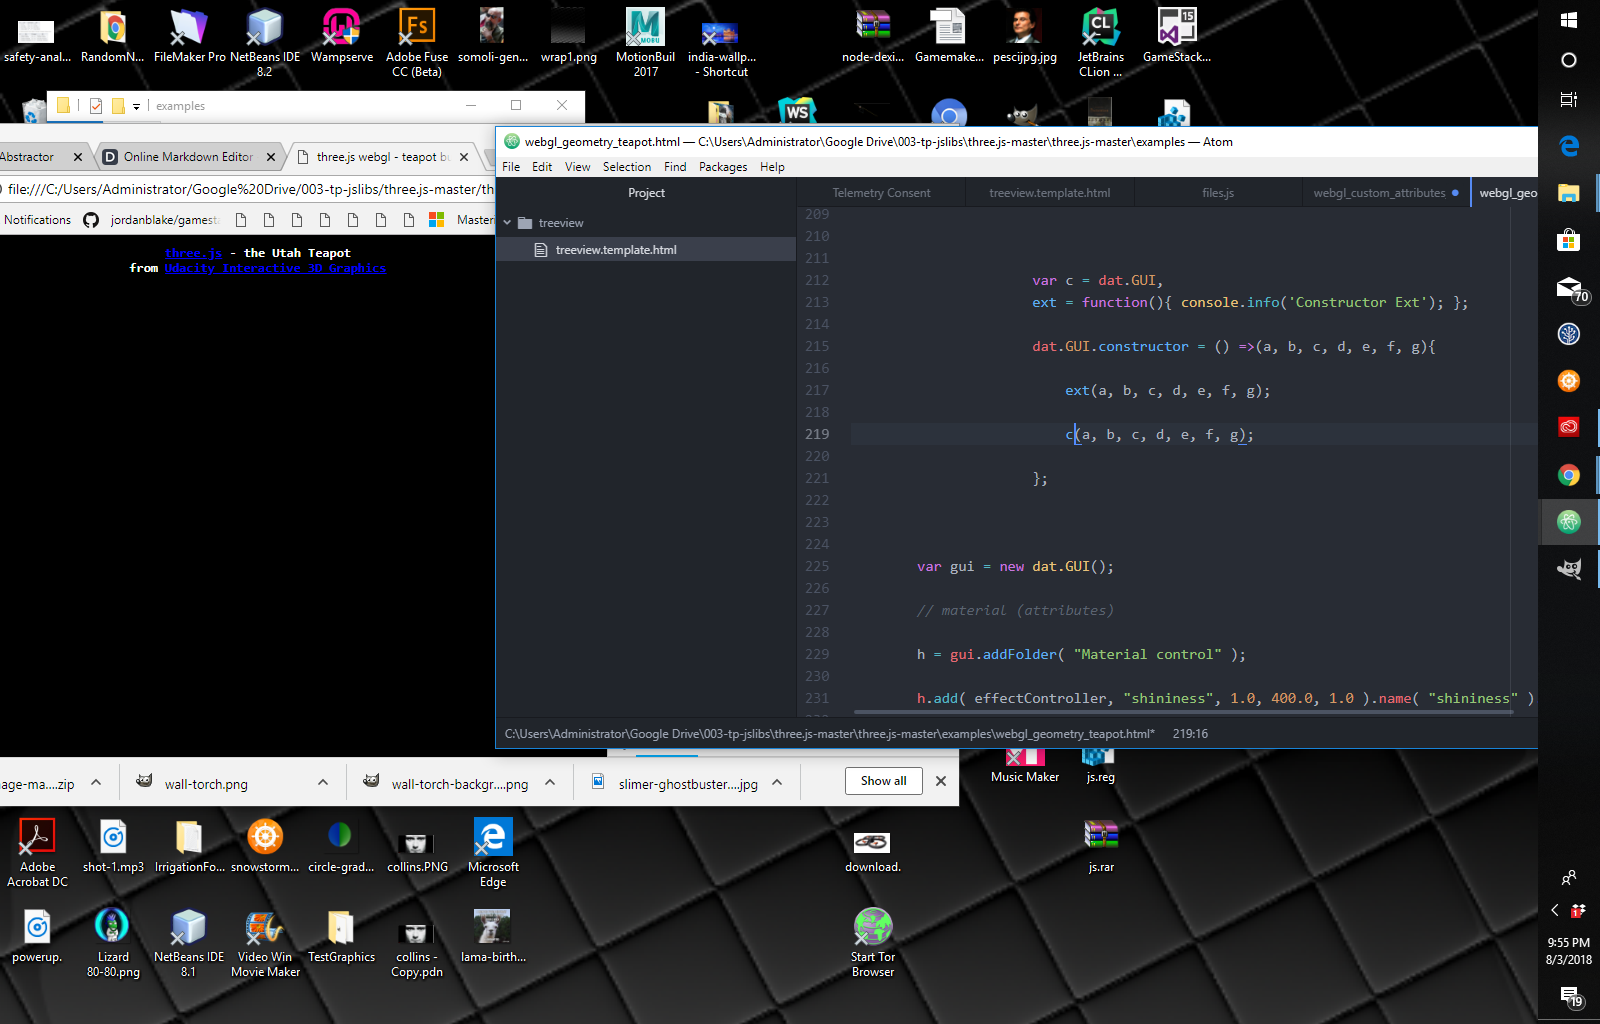 safety-anal...
RandomN...
FileMaker Pro
NetBeans IDE
8.2
Wampserve
Adobe Fuse
CC (Beta)
somoli-gen...
wrap1.png
MotionBuil
2017
india-wallp...
- Shortcut
node-dexi...
Gamemake...
pescijpg.jpg
JetBrains
CLion ...
GameStack...
examples
Abstractor
Online Markdown Editor
three.js webgl - teapot bu
file:///C:/Users/Administrator/Google%20Drive/003-tp-jslibs/three.js-master/th
Notifications
jordanblake/gamesta
Masteri
three.js - the Utah Teapot
from Udacity Interactive 3D Graphics
webgl_geometry_teapot.html — C:\Users\Administrator\Google Drive\003-tp-jslibs\three.js-master\three.js-master\examples — Atom
File Edit View Selection Find Packages Help
Project
treeview
treeview.template.html
Telemetry Consent
treeview.template.html
files.js
webgl_custom_attributes
webgl_geo
209
210
211
212 var c = dat.GUI,
213 ext = function(){ console.info('Constructor Ext'); };
214
215 dat.GUI.constructor = () =>(a, b, c, d, e, f, g){
216
217 ext(a, b, c, d, e, f, g);
218
219 c(a, b, c, d, e, f, g);
220
221 };
222
223
224
225 var gui = new dat.GUI();
226
227 // material (attributes)
228
229 h = gui.addFolder( "Material control" );
230
231 h.add( effectController, "shininess", 1.0, 400.0, 1.0 ).name( "shininess" )
C:\Users\Administrator\Google Drive\003-tp-jslibs\three.js-master\three.js-master\examples\webgl_geometry_teapot.html* 219:16
age-ma....zip
wall-torch.png
wall-torch-backgr....png
slimer-ghostbuster....jpg
Show all
Music Maker
js.reg
Adobe
Acrobat DC
shot-1.mp3
IrrigationFo...
snowstorm...
circle-grad...
collins.PNG
Microsoft
Edge
download.
js.rar
powerup.
Lizard
80-80.png
NetBeans IDE
8.1
Video Win
Movie Maker
TestGraphics
collins -
Copy.pdn
lama-birth...
Start Tor
Browser
70
1
9:55 PM
8/3/2018
19